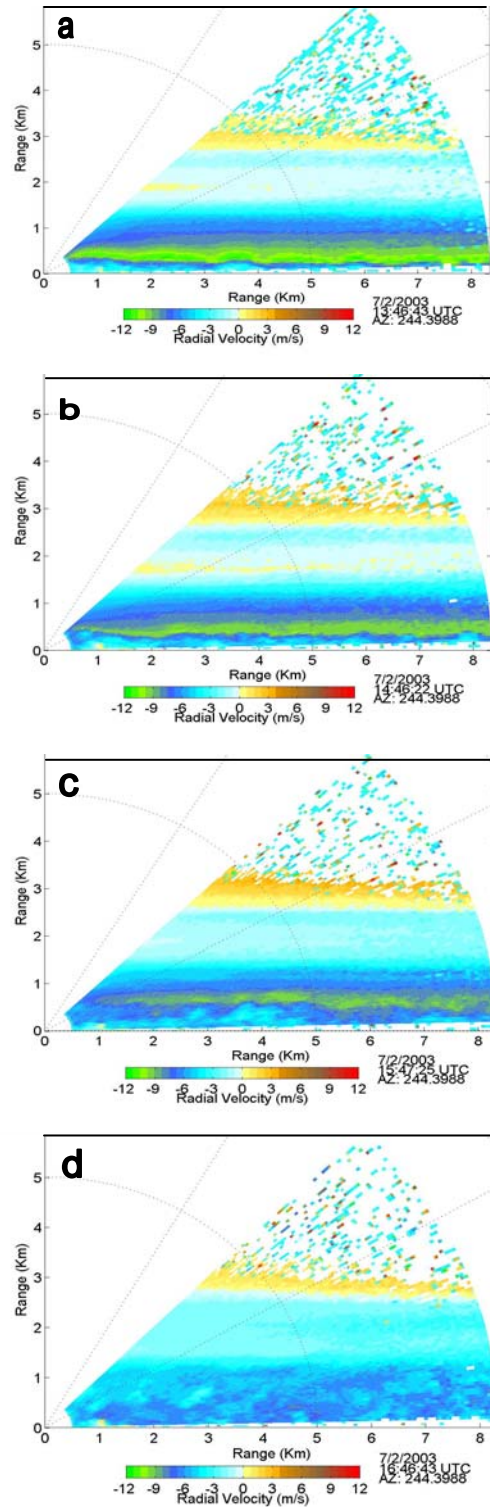 a
5
4
3
2
1
0
Range (Km)
0 1 2 3 4 5 6 7 8
Range (Km)
-12 -9 -6 -3 0 3 6 9 12
Radial Velocity (m/s)
7/2/2003
13:46:43 UTC
AZ: 244.3988
b
5
4
3
2
1
0
Range (Km)
0 1 2 3 4 5 6 7 8
Range (Km)
-12 -9 -6 -3 0 3 6 9 12
Radial Velocity (m/s)
7/2/2003
14:46:22 UTC
AZ: 244.3988
c
5
4
3
2
1
0
Range (Km)
0 1 2 3 4 5 6 7 8
Range (Km)
-12 -9 -6 -3 0 3 6 9 12
Radial Velocity (m/s)
7/2/2003
15:47:25 UTC
AZ: 244.3988
d
5
4
3
2
1
0
Range (Km)
0 1 2 3 4 5 6 7 8
Range (Km)
-12 -9 -6 -3 0 3 6 9 12
Radial Velocity (m/s)
7/2/2003
16:46:43 UTC
AZ: 244.3988